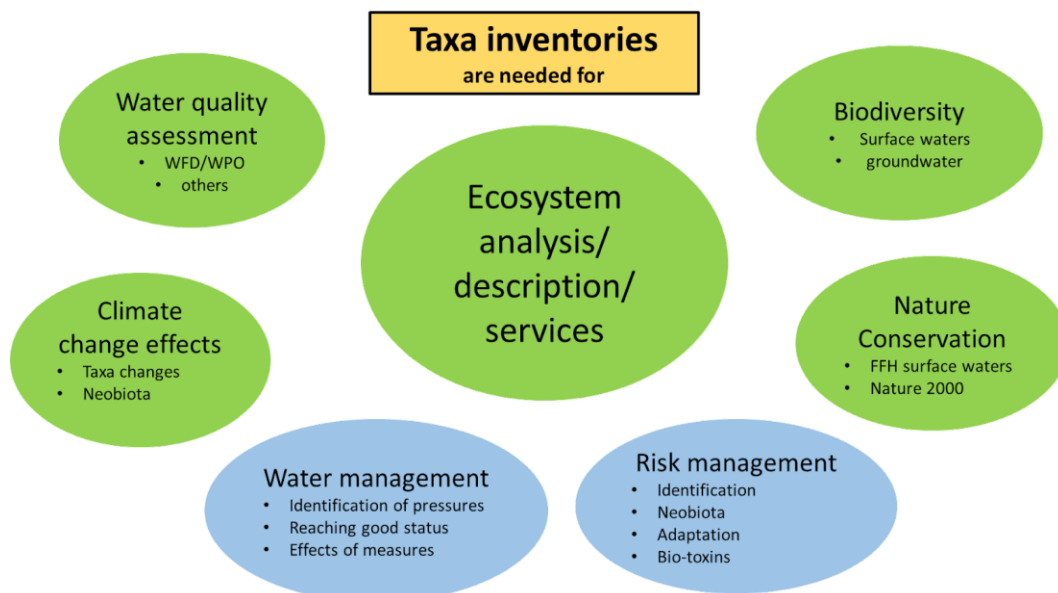 Taxa inventories
are needed for
Water quality
assessment
• WFD/WPO
• others
Biodiversity
• Surface waters
• groundwater
Ecosystem
analysis/
description/
services
Climate
change effects
• Taxa changes
• Neobiota
Nature
Conservation
• FFH surface waters
• Nature 2000
Water management
• Identification of pressures
• Reaching good status
• Effects of measures
Risk management
• Identification
• Neobiota
• Adaptation
• Bio-toxins